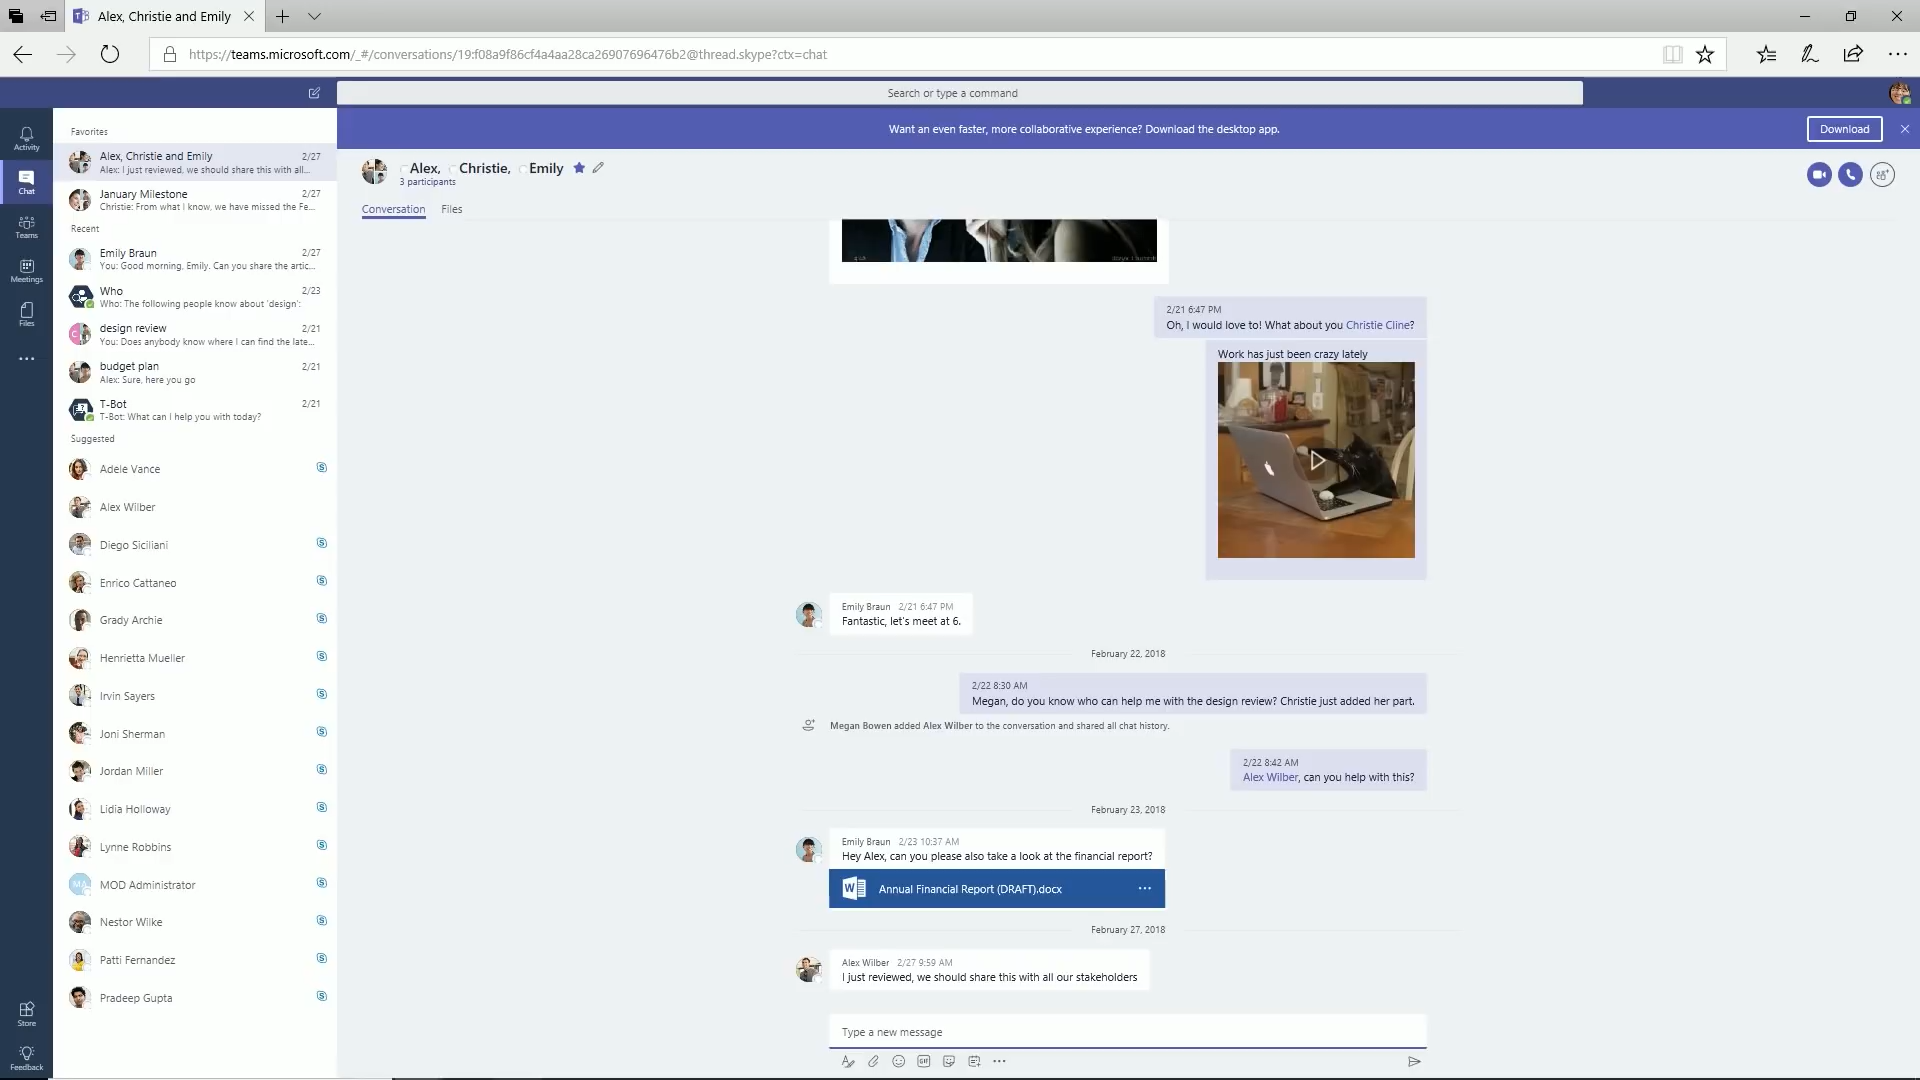 Alex, Christie and Emily
https://teams.microsoft.com/_#/conversations/19:f08a9f86cf4a4aa28ca26907696476b2@thread.skype?ctx=chat
Search or type a command
Want an even faster, more collaborative experience? Download the desktop app.
Download
Activity
Chat
Teams
Meetings
Files
Store
Feedback
Favorites
Alex, Christie and Emily 2/27
Alex: I just reviewed, we should share this with all...
January Milestone 2/27
Christie: From what I know, we have missed the Fe...
Recent
Emily Braun 2/27
You: Good morning, Emily. Can you share the artic...
Who 2/23
Who: The following people know about 'design':
design review 2/21
You: Does anybody know where I can find the late...
budget plan 2/21
Alex: Sure, here you go
T-Bot 2/21
T-Bot: What can I help you with today?
Suggested
Adele Vance
Alex Wilber
Diego Siciliani
Enrico Cattaneo
Grady Archie
Henrietta Mueller
Irvin Sayers
Joni Sherman
Jordan Miller
Lidia Holloway
Lynne Robbins
MA
MOD Administrator
Nestor Wilke
Patti Fernandez
Pradeep Gupta
Alex, Christie, Emily
3 participants
Conversation Files
2/21 6:47 PM
Oh, I would love to! What about you Christie Cline?
Work has just been crazy lately
Emily Braun 2/21 6:47 PM
Fantastic, let's meet at 6.
February 22, 2018
2/22 8:30 AM
Megan, do you know who can help me with the design review? Christie just added her part.
Megan Bowen added Alex Wilber to the conversation and shared all chat history.
2/22 8:42 AM
Alex Wilber, can you help with this?
February 23, 2018
Emily Braun 2/23 10:37 AM
Hey Alex, can you please also take a look at the financial report?
Annual Financial Report (DRAFT).docx
February 27, 2018
Alex Wilber 2/27 9:59 AM
I just reviewed, we should share this with all our stakeholders
Type a new message
GIF